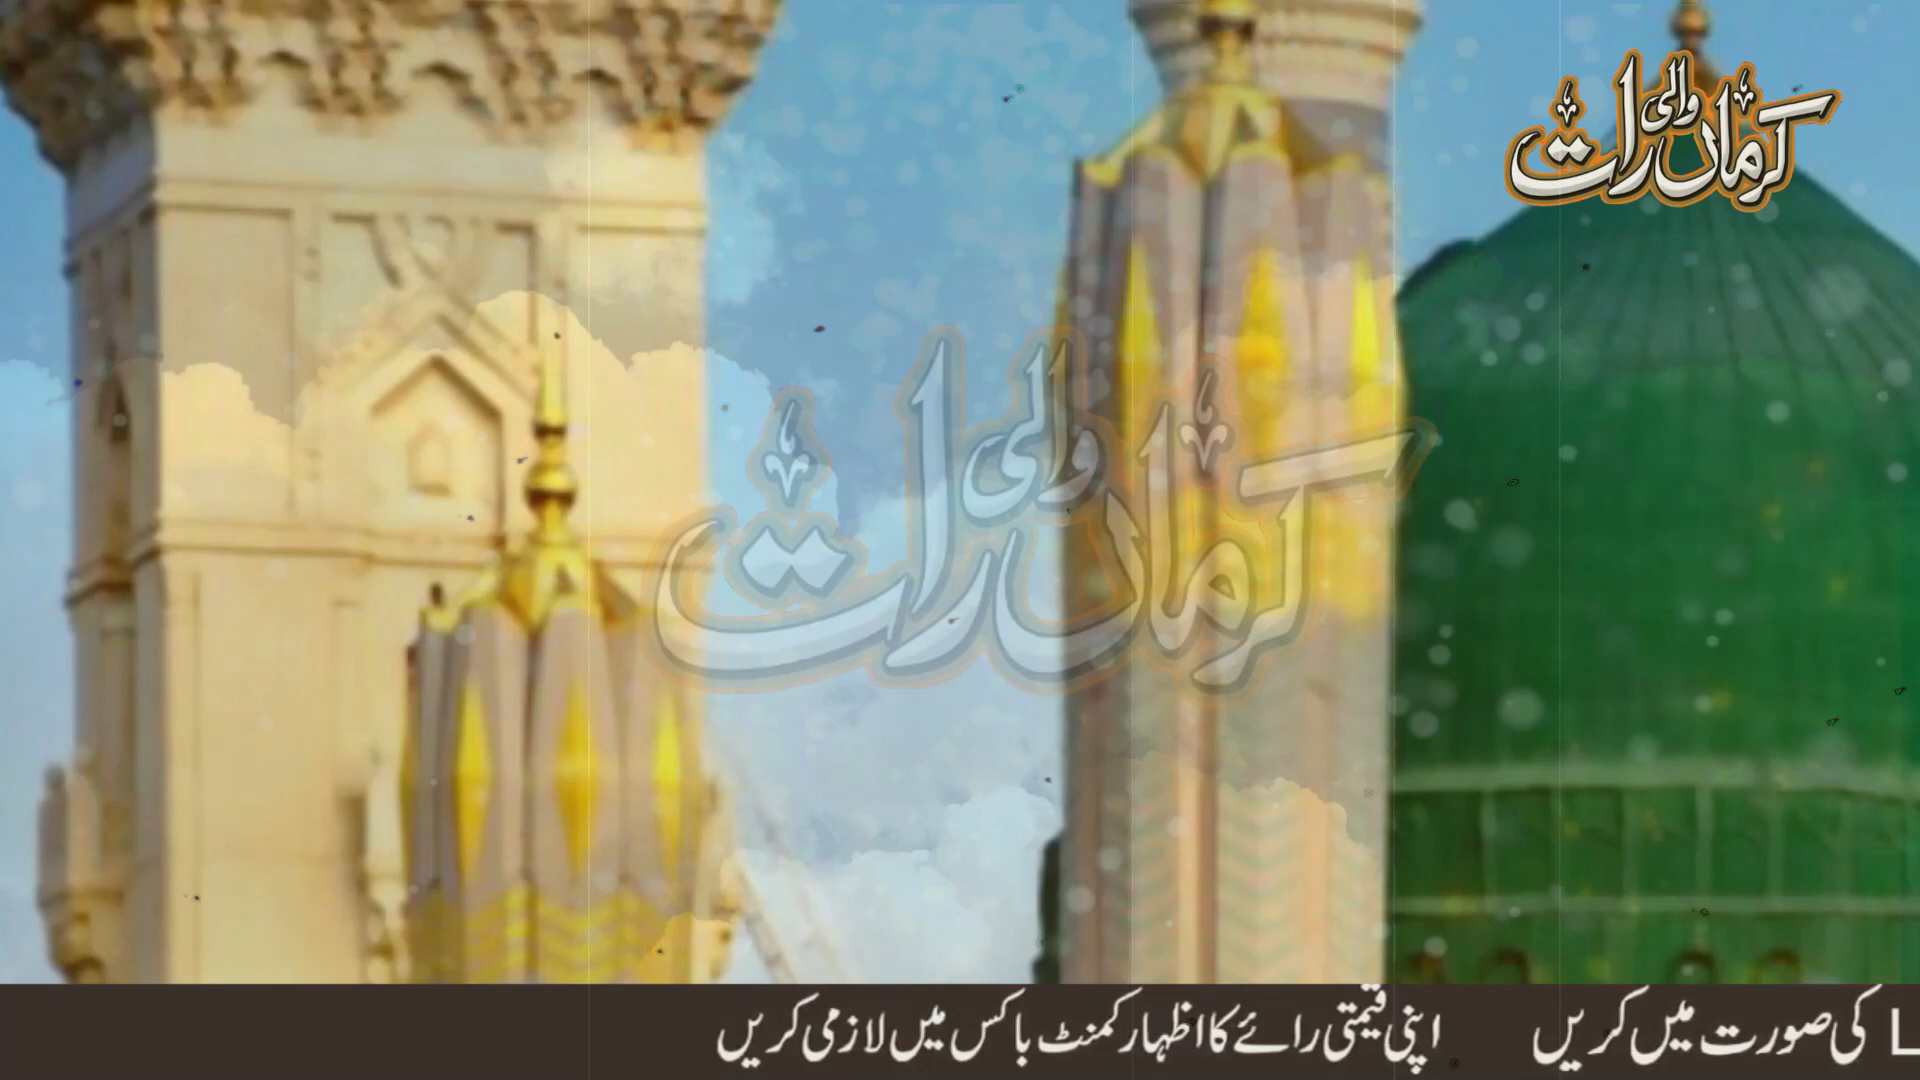 کرماں والی رات
کرماں والی رات
کی صورت میں کریں اپنی قیمتی رائے کا اظہار کمنٹ باکس میں لازمی کریں